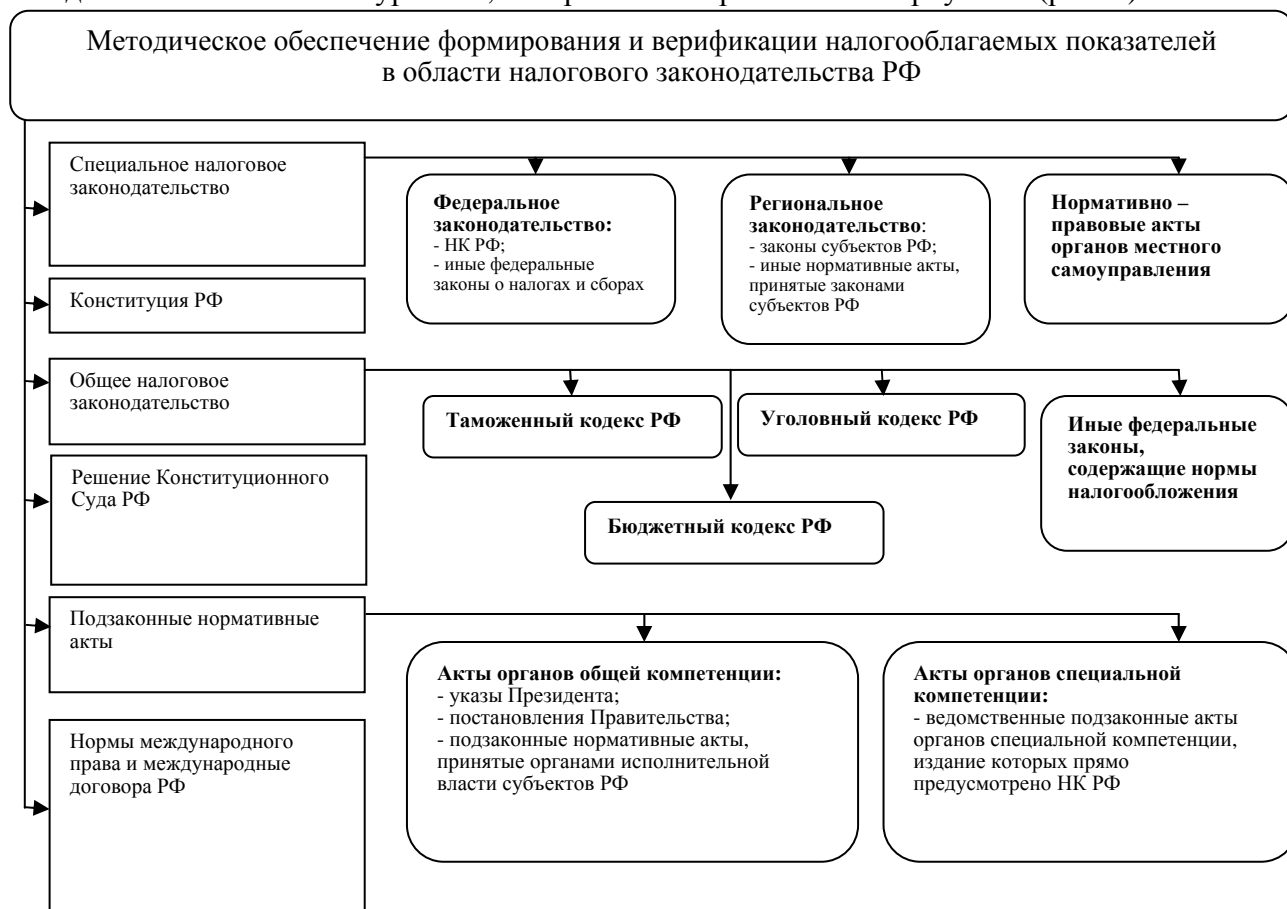 Методическое обеспечение формирования и верификации налогооблагаемых показателей
в области налогового законодательства РФ
Специальное налоговое
законодательство
Федеральное
законодательство:
- НК РФ;
- иные федеральные
законы о налогах и сборах
Региональное
законодательство:
- законы субъектов РФ;
- иные нормативные акты,
принятые законами
субъектов РФ
Нормативно –
правовые акты
органов местного
самоуправления
Конституция РФ
Общее налоговое
законодательство
Таможенный кодекс РФ
Уголовный кодекс РФ
Иные федеральные
законы,
содержащие нормы
налогообложения
Бюджетный кодекс РФ
Решение Конституционного
Суда РФ
Подзаконные нормативные
акты
Акты органов общей компетенции:
- указы Президента;
- постановления Правительства;
- подзаконные нормативные акты,
принятые органами исполнительной
власти субъектов РФ
Акты органов специальной
компетенции:
- ведомственные подзаконные акты
органов специальной компетенции,
издание которых прямо
предусмотрено НК РФ
Нормы международного
права и международные
договора РФ